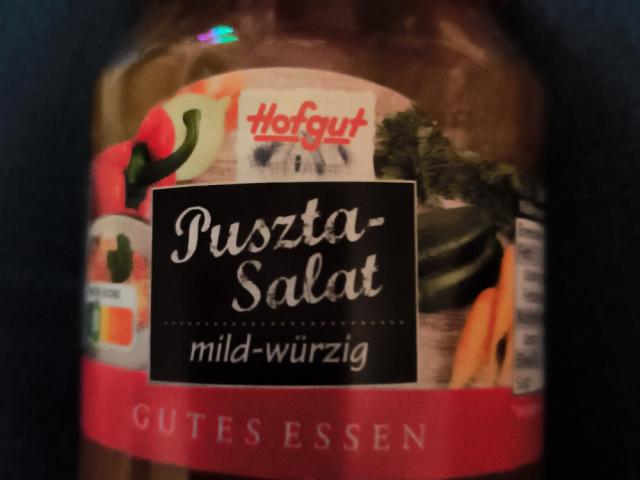 Hofgut
Puszta-
Salat
mild-würzig
GUTES ESSEN